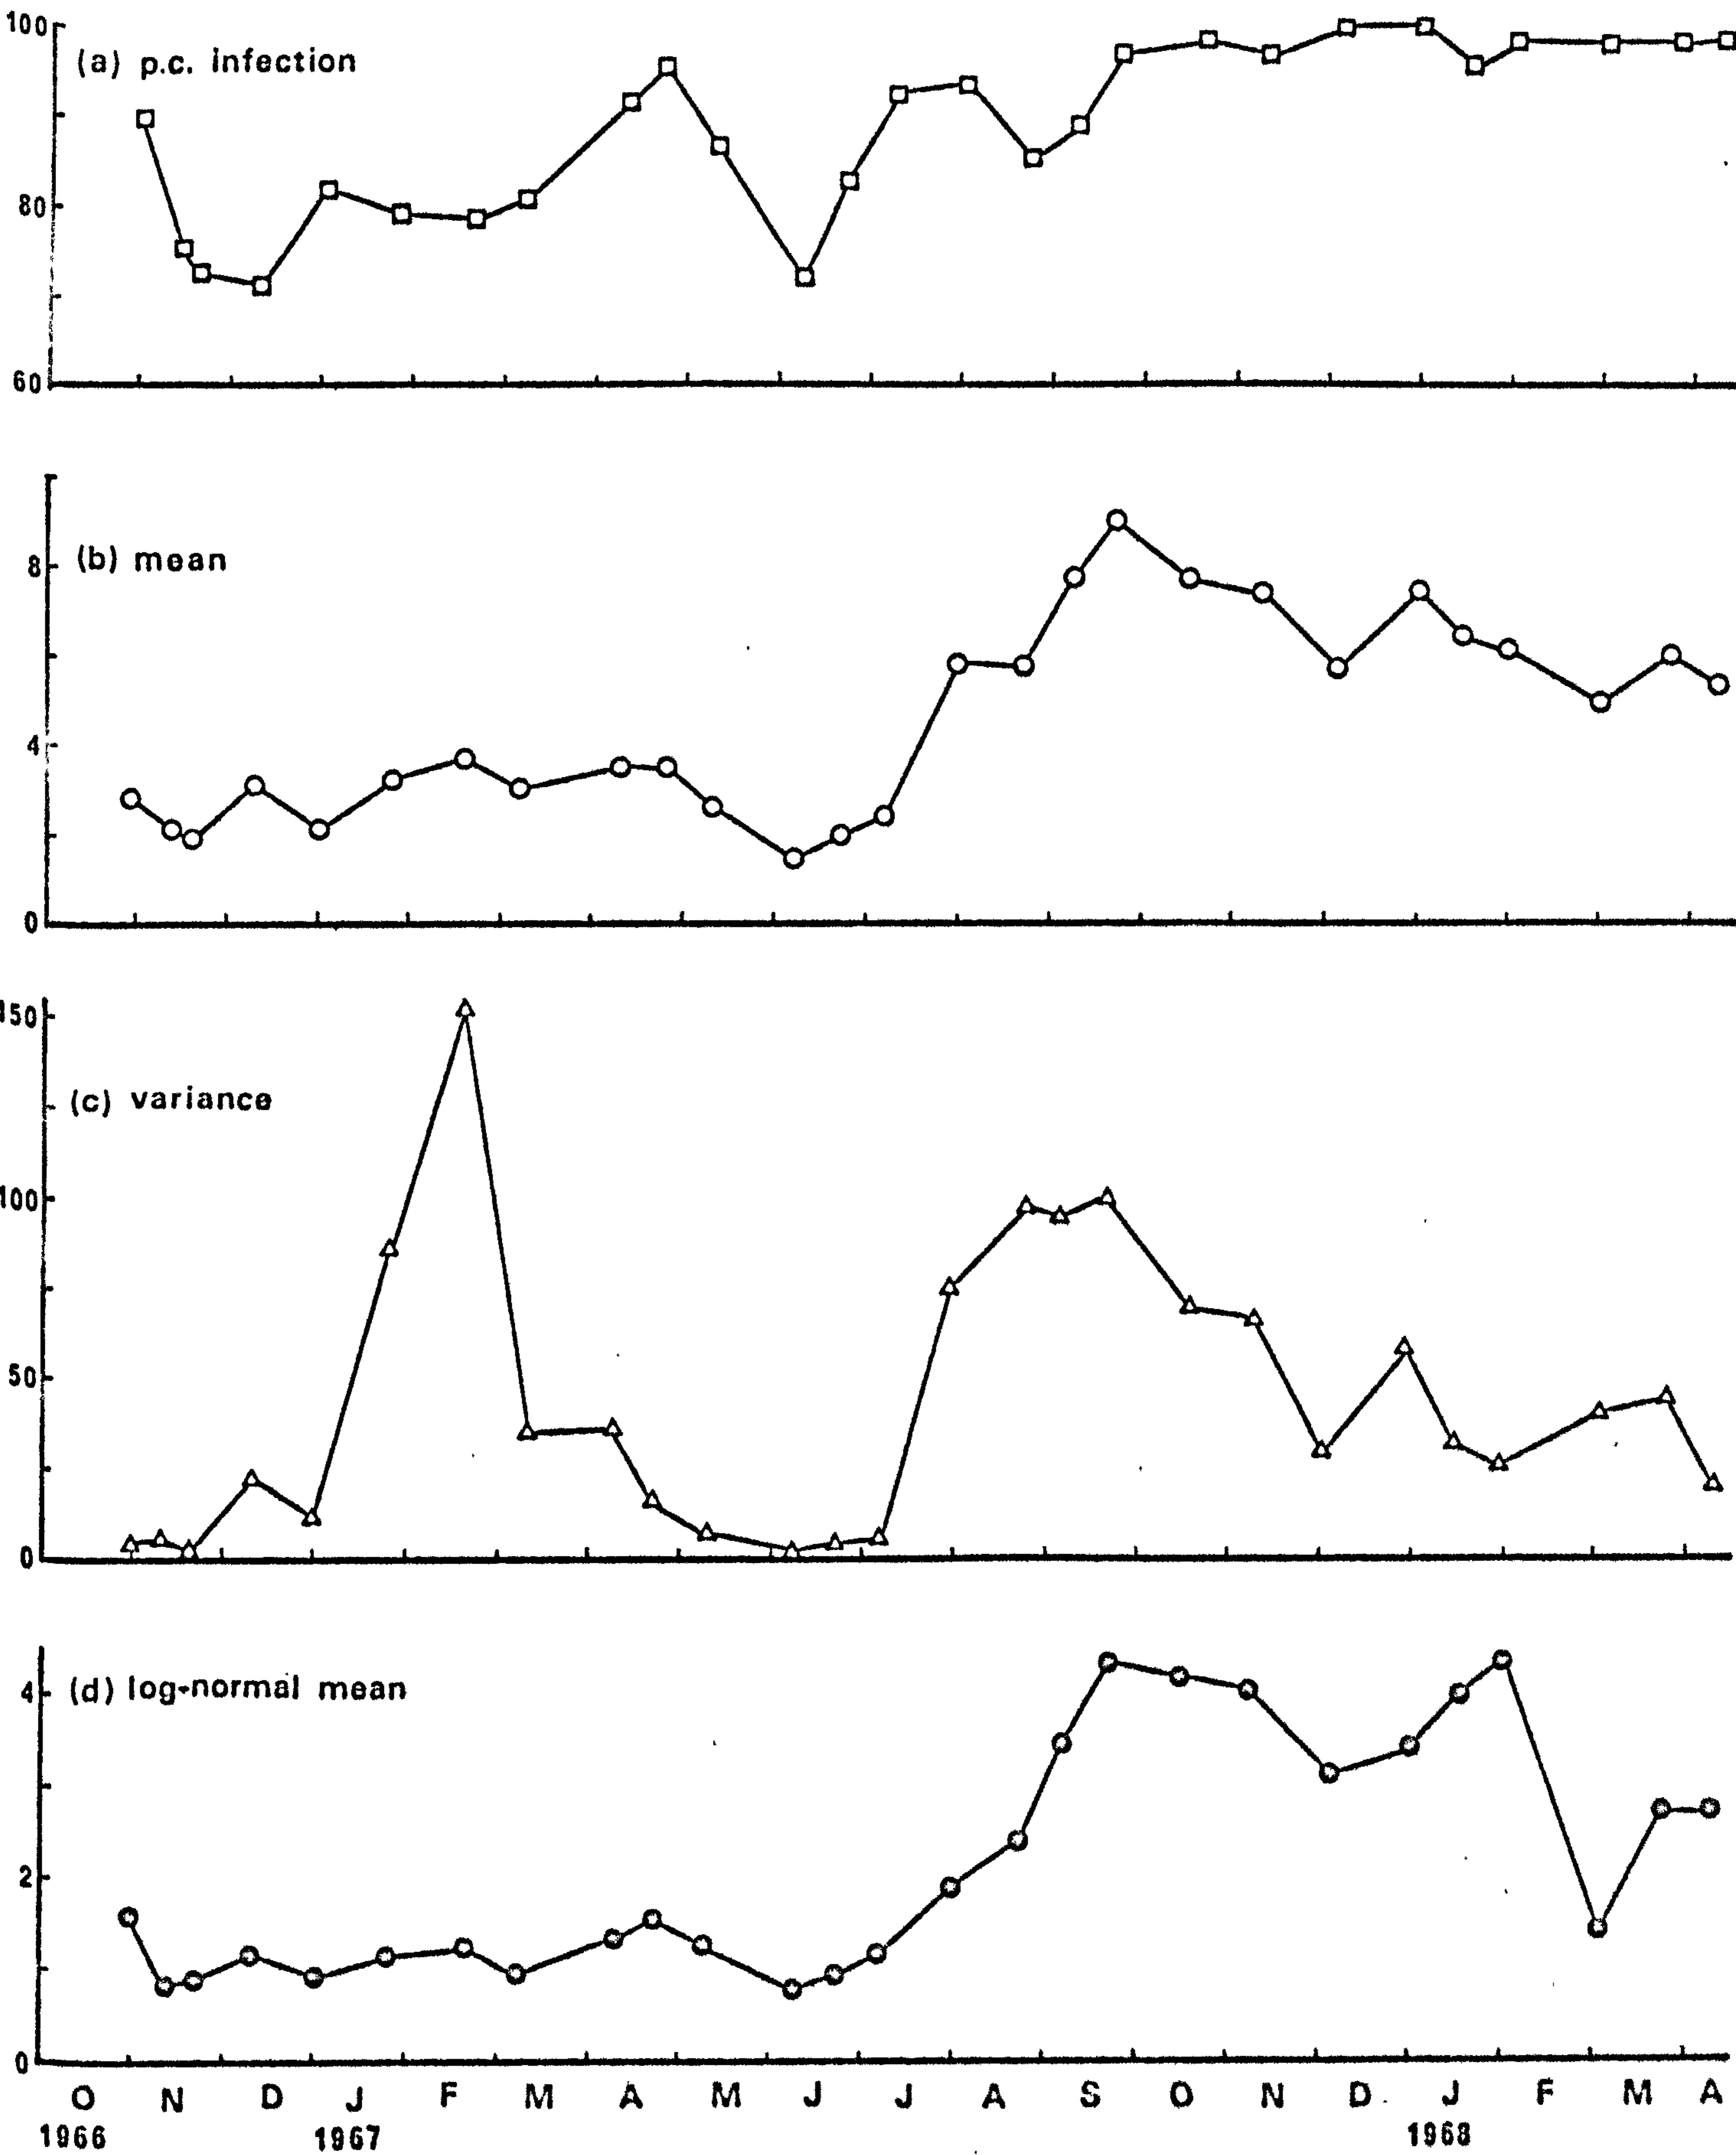 100
(a) p.c. infection
80
60
(b) mean
8
4
0
150
(c) variance
100
50
0
4
(d) log-normal mean
2
0
O N D J F M A M J J A S O N D J F M A
1966 1967 1968